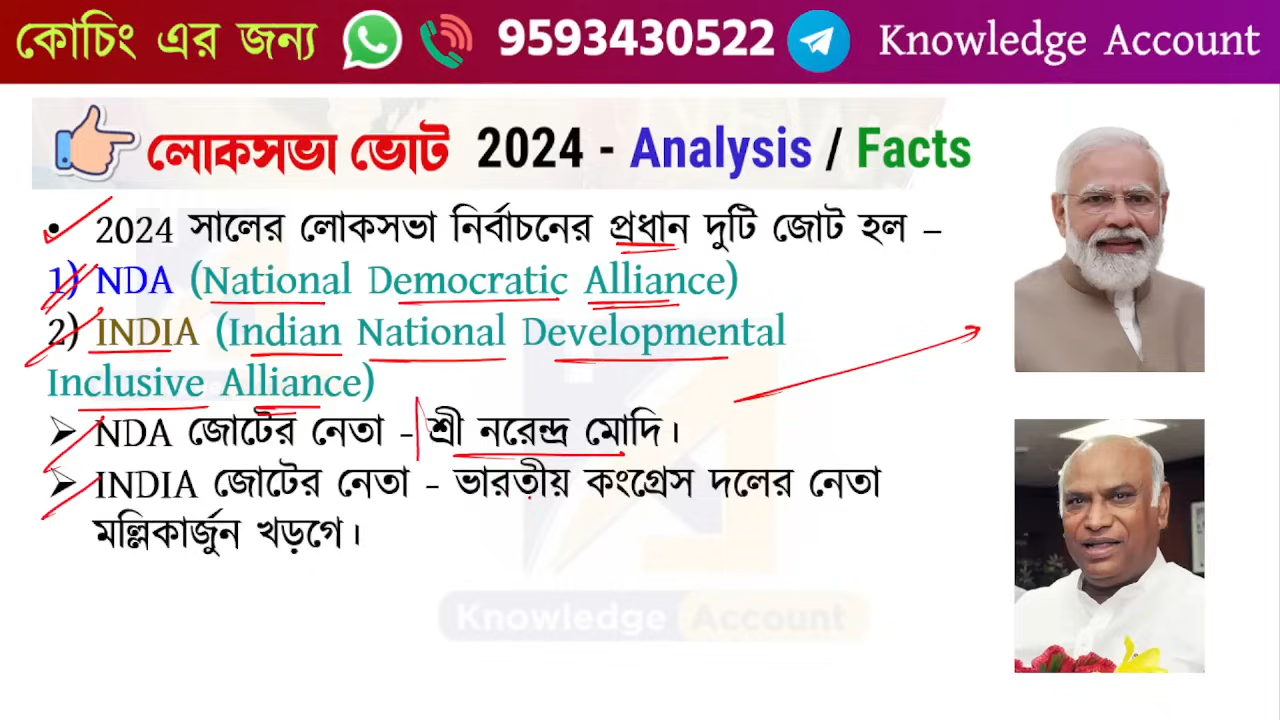 কোচিং এর জন্য 9593430522 Knowledge Account
লোকসভা ভোট 2024 - Analysis / Facts
• 2024 সালের লোকসভা নির্বাচনের প্রধান দুটি জোট হল –
1) NDA (National Democratic Alliance)
2) INDIA (Indian National Developmental
Inclusive Alliance)
➢ NDA জোটের নেতা - শ্রী নরেন্দ্র মোদি।
➢ INDIA জোটের নেতা - ভারতীয় কংগ্রেস দলের নেতা
মল্লিকার্জুন খড়গে।
Knowledge Account